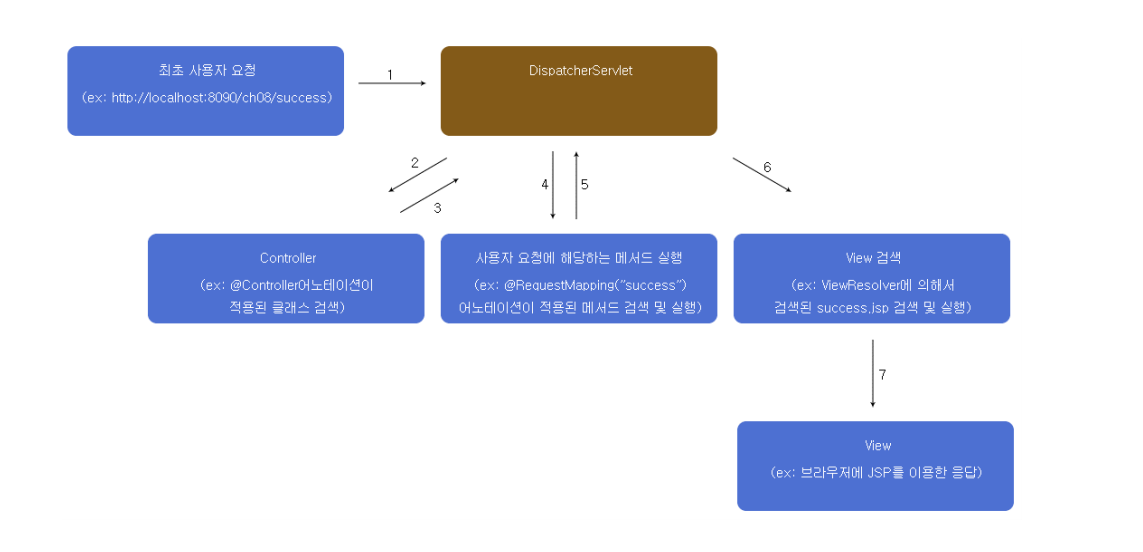 최초 사용자 요청
(ex: http://localhost:8090/ch08/success)
1
DispatcherServlet
2
3
4
5
6
Controller
(ex: @Controller어노테이션이
적용된 클래스 검색)
사용자 요청에 해당하는 메서드 실행
(ex: @RequestMapping("success")
어노테이션이 적용된 메서드 검색 및 실행)
View 검색
(ex: ViewResolver에 의해서
검색된 success.jsp 검색 및 실행)
7
View
(ex: 브라우저에 JSP를 이용한 응답)